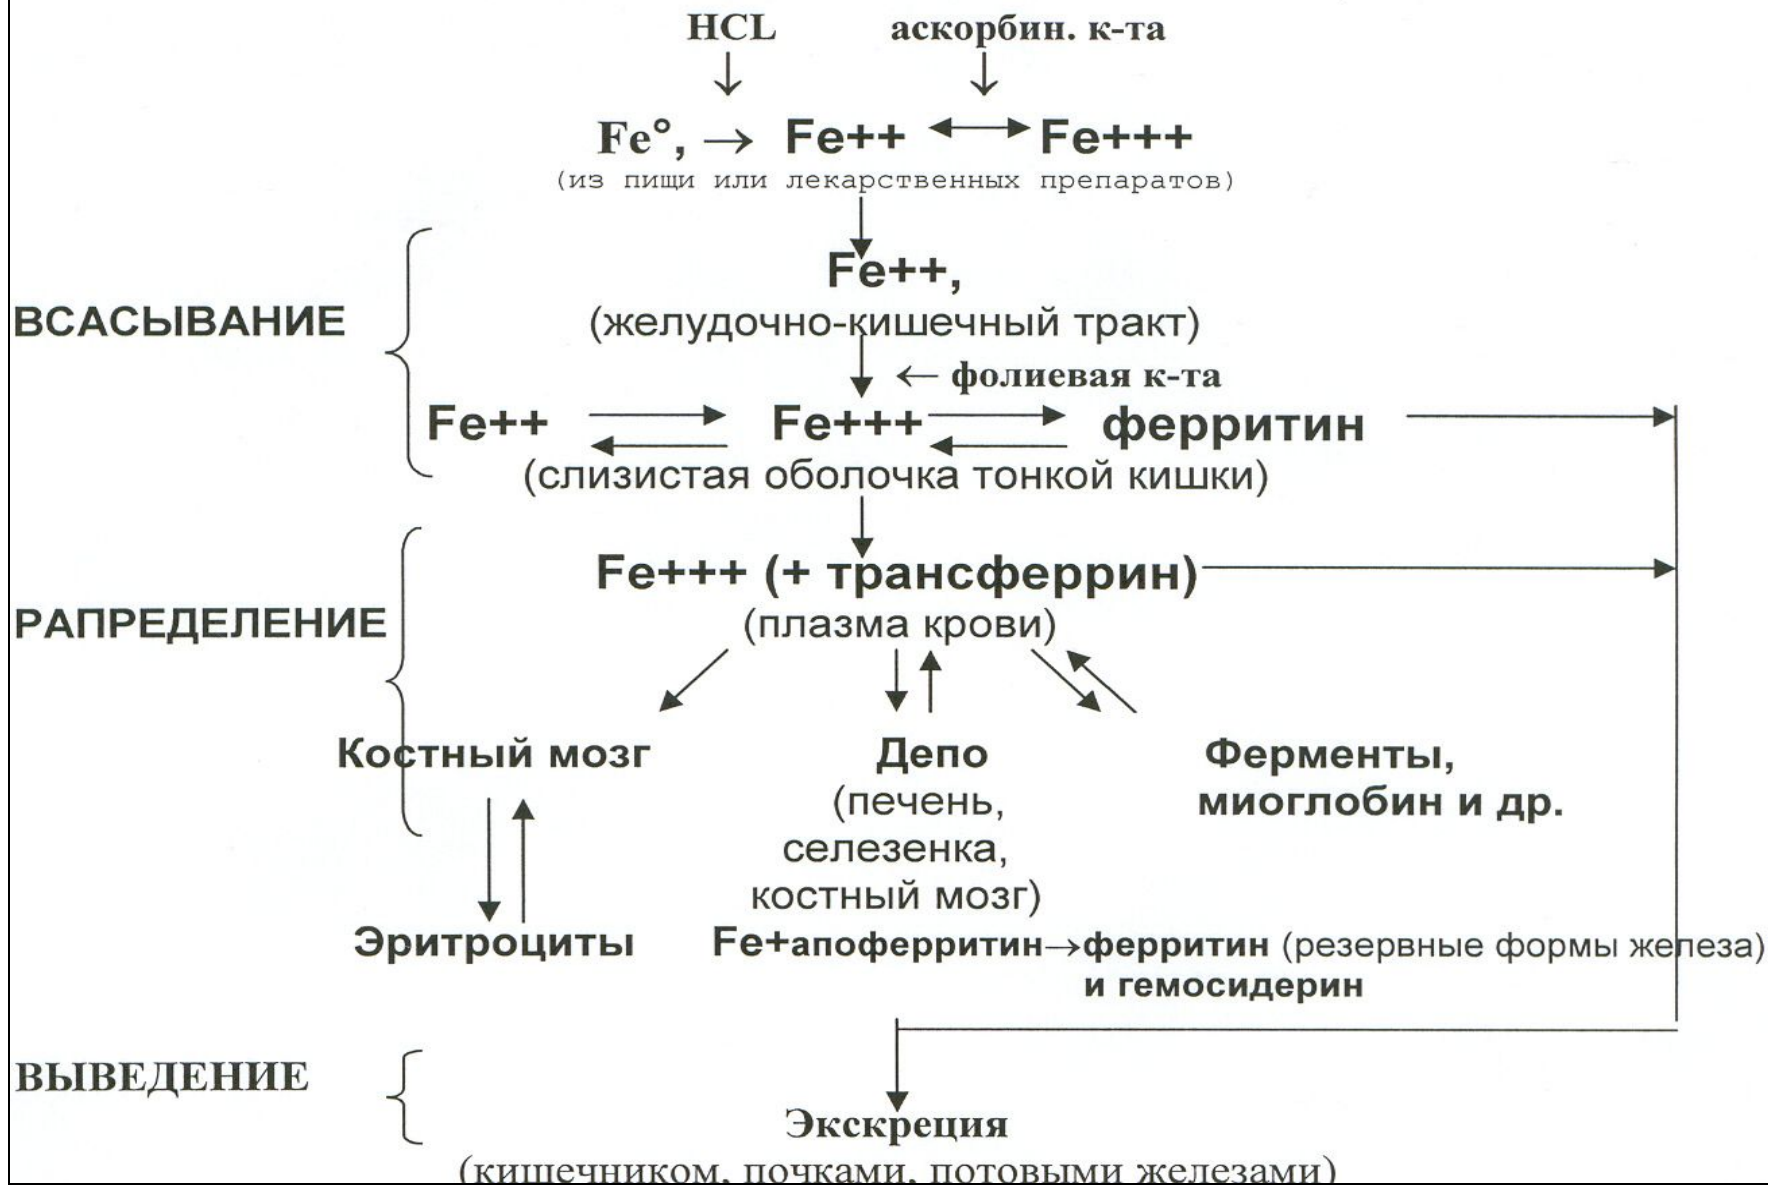 HCL аскорбин. к-та
Fe°, → Fe++ ↔ Fe+++
(из пищи или лекарственных препаратов)
Fe++,
ВСАСЫВАНИЕ (желудочно-кишечный тракт)
← фолиевая к-та
Fe++ Fe+++ ферритин
(слизистая оболочка тонкой кишки)
Fe+++ (+ трансферрин)
РАПРЕДЕЛЕНИЕ (плазма крови)
Костный мозг Депо Ферменты,
(печень, миоглобин и др.
селезенка,
костный мозг)
Эритроциты Fe+апоферритин→ферритин (резервные формы железа)
и гемосидерин
ВЫВЕДЕНИЕ
Экскреция
(кишечником, почками, потовыми железами)